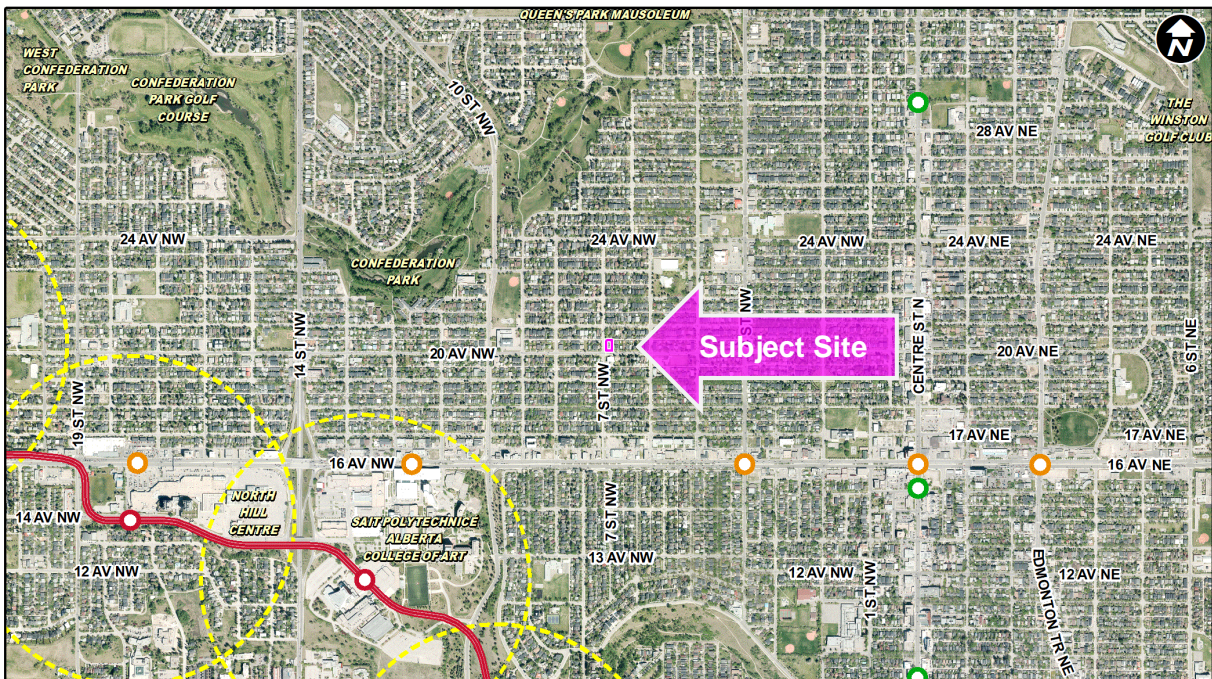 QUEEN'S PARK MAUSOLEUM
N
WEST
CONFEDERATION
PARK
CONFEDERATION
PARK GOLF
COURSE
10 ST NW
THE
WINSTON
GOLF CLUB
28 AV NE
24 AV NW
24 AV NW
24 AV NW
24 AV NE
24 AV NE
CONFEDERATION
PARK
14 ST NW
ST NW
CENTRE ST N
Subject Site
20 AV NW
20 AV NE
6 ST NE
7 ST NW
19 ST NW
17 AV NE
17 AV NE
16 AV NW
16 AV NE
NORTH
HILL
CENTRE
14 AV NW
SAIT POLYTECHNICE
ALBERTA
COLLEGE OF ART
7 ST NW
13 AV NW
12 AV NW
12 AV NW
1 ST NW
EDMONTON TR NE
12 AV NE